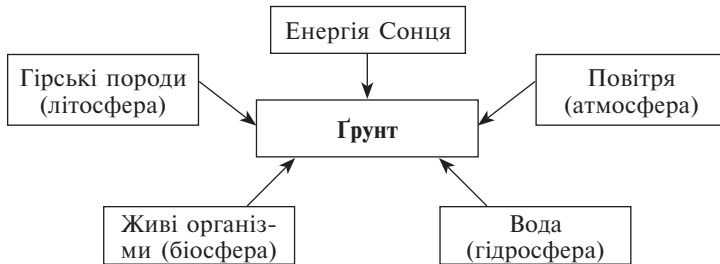 Енергія Сонця
Гірські породи
(літосфера)
Повітря
(атмосфера)
Ґрунт
Живі організ-
ми (біосфера)
Вода
(гідросфера)